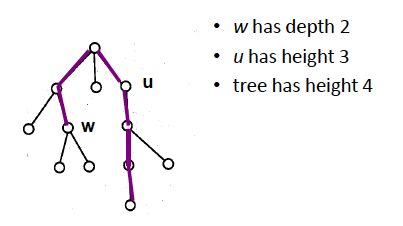 u
w
• w has depth 2
• u has height 3
• tree has height 4